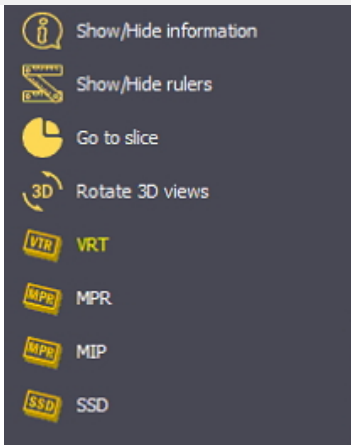 Show/Hide information
Show/Hide rulers
Go to slice
3D Rotate 3D views
VTR VRT
MPR MPR
MPR MIP
SSD SSD